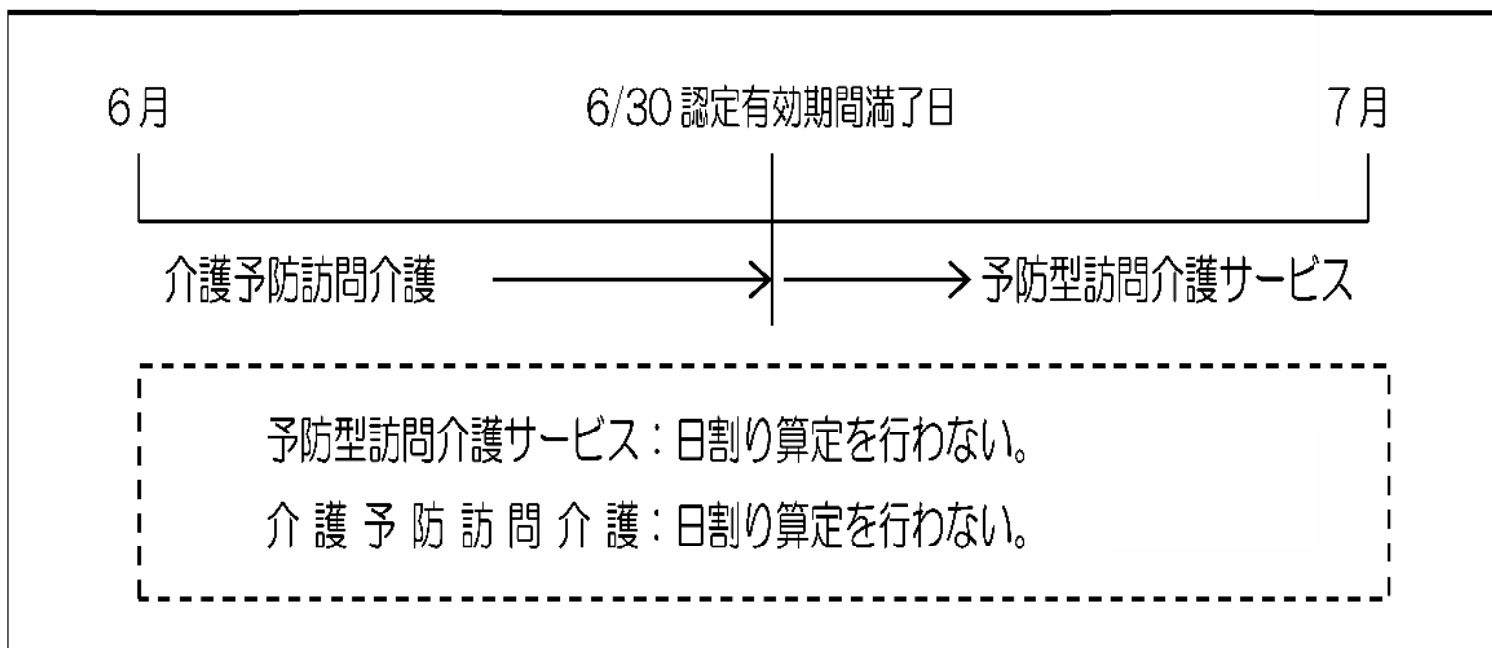 6月 6/30認定有効期間満了日 7月
介護予防訪問介護 予防型訪問介護サービス
予防型訪問介護サービス：日割り算定を行わない。
介護予防訪問介護：日割り算定を行わない。